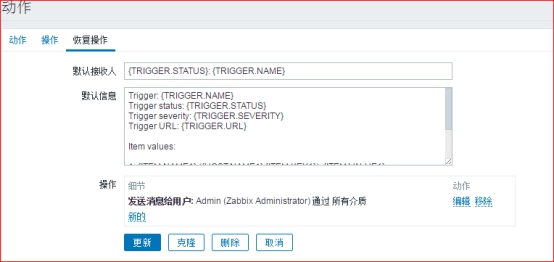 动作
动作 操作 恢复操作
默认接收人 {TRIGGER.STATUS}: {TRIGGER.NAME}
默认信息 Trigger: {TRIGGER.NAME}
Trigger status: {TRIGGER.STATUS}
Trigger severity: {TRIGGER.SEVERITY}
Trigger URL: {TRIGGER.URL}
Item values:
操作 细节 动作
发送消息给用户: Admin (Zabbix Administrator) 通过 所有介质 编辑 移除
新的
更新 克隆 删除 取消